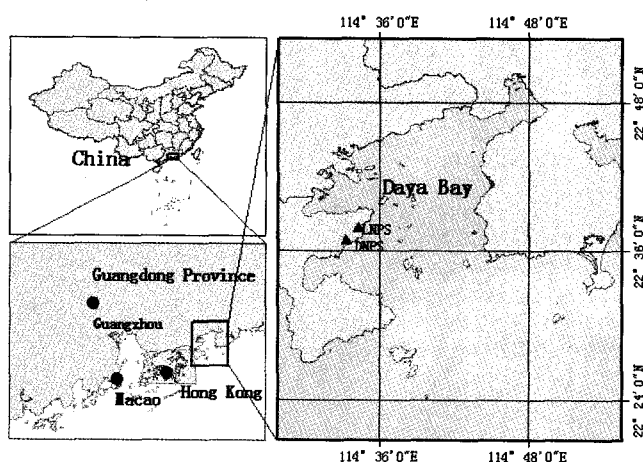 114° 36′0″E
114° 48′0″E
China
22° 48′0″N
Daya Bay
LNPS
DNPS
22° 36′0″N
Guangdong Province
Guangzhou
Hong Kong
Macao
22° 24′0″N
114° 36′0″E
114° 48′0″E